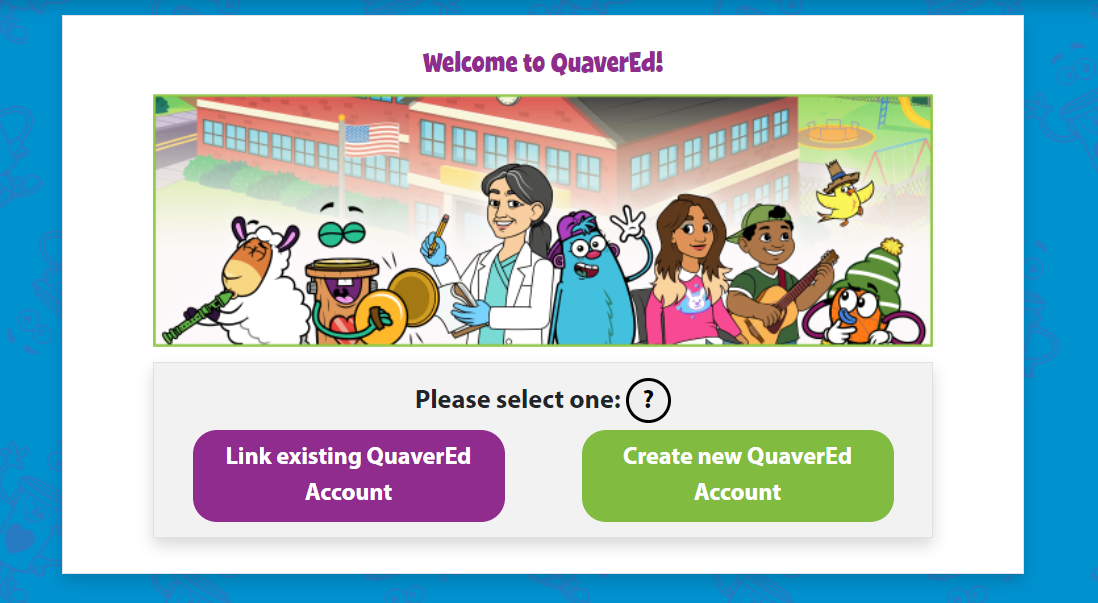 Welcome to QuaverEd!
Please select one: ?
Link existing QuaverEd
Account
Create new QuaverEd
Account